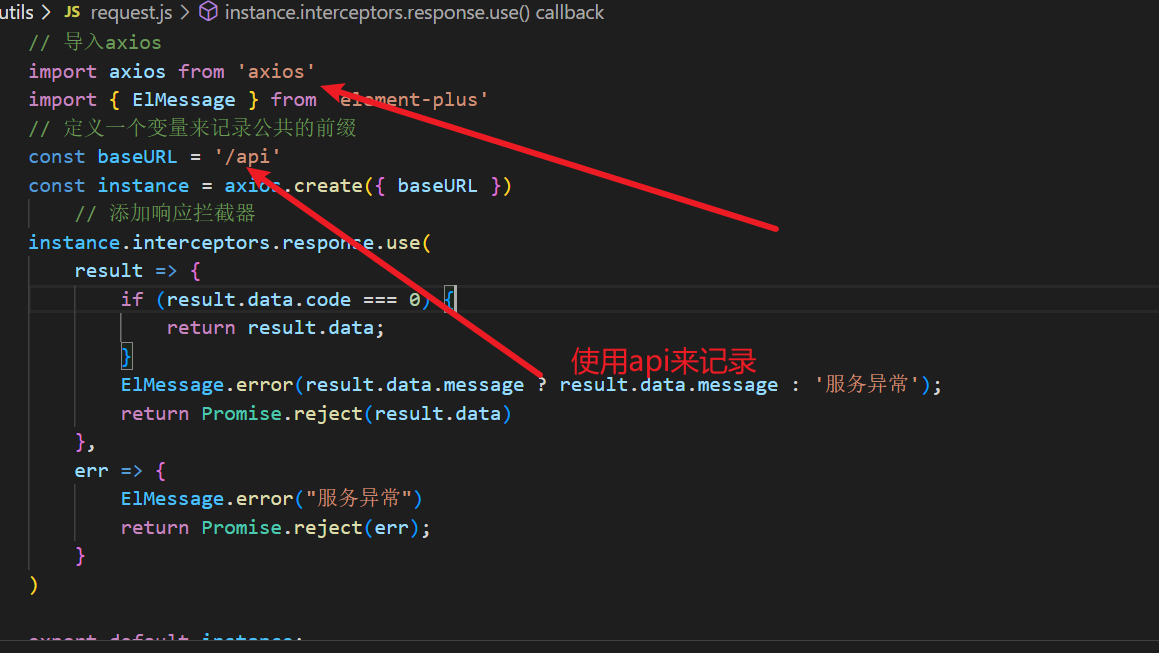 utils > JS request.js > instance.interceptors.response.use() callback
// 导入axios
import axios from 'axios'
import { ElMessage } from 'element-plus'
// 定义一个变量来记录公共的前缀
const baseURL = '/api'
const instance = axios.create({ baseURL })
// 添加响应拦截器
instance.interceptors.response.use(
result => {
if (result.data.code === 0) {
return result.data;
}
使用api来记录
ElMessage.error(result.data.message ? result.data.message : '服务异常');
return Promise.reject(result.data)
},
err => {
ElMessage.error("服务异常")
return Promise.reject(err);
}
)
export default instance;